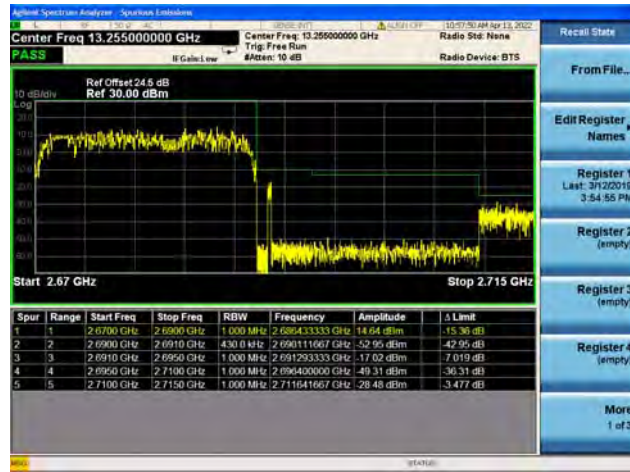 Agilent Spectrum Analyzer - Spurious Emissions
L RF 50 Ω AC SENSE:INT ALIGN OFF 10:57:50 AM Apr 13, 2022
Center Freq 13.255000000 GHz
Center Freq: 13.255000000 GHz
Radio Std: None
Trig: Free Run
PASS
IFGain:Low
#Atten: 10 dB
Radio Device: BTS
Ref Offset 24.5 dB
10 dB/div Ref 30.00 dBm
Log
Start 2.67 GHz
Stop 2.715 GHz
Spur Range Start Freq Stop Freq RBW Frequency Amplitude Δ Limit
1 1 2.6700 GHz 2.6900 GHz 1.000 MHz 2.686433333 GHz 14.64 dBm -15.36 dB
2 2 2.6900 GHz 2.6910 GHz 430.0 kHz 2.690111667 GHz -52.95 dBm -42.95 dB
3 3 2.6910 GHz 2.6950 GHz 1.000 MHz 2.691293333 GHz -17.02 dBm -7.019 dB
4 4 2.6950 GHz 2.7100 GHz 1.000 MHz 2.696400000 GHz -49.31 dBm -36.31 dB
5 5 2.7100 GHz 2.7150 GHz 1.000 MHz 2.711641667 GHz -28.48 dBm -3.477 dB
MSG
STATUS
Recall State
From File...
Edit Register
Names
Register 1
Last: 3/12/2019
3:54:55 PM
Register 2
(empty)
Register 3
(empty)
Register 4
(empty)
More
1 of 3